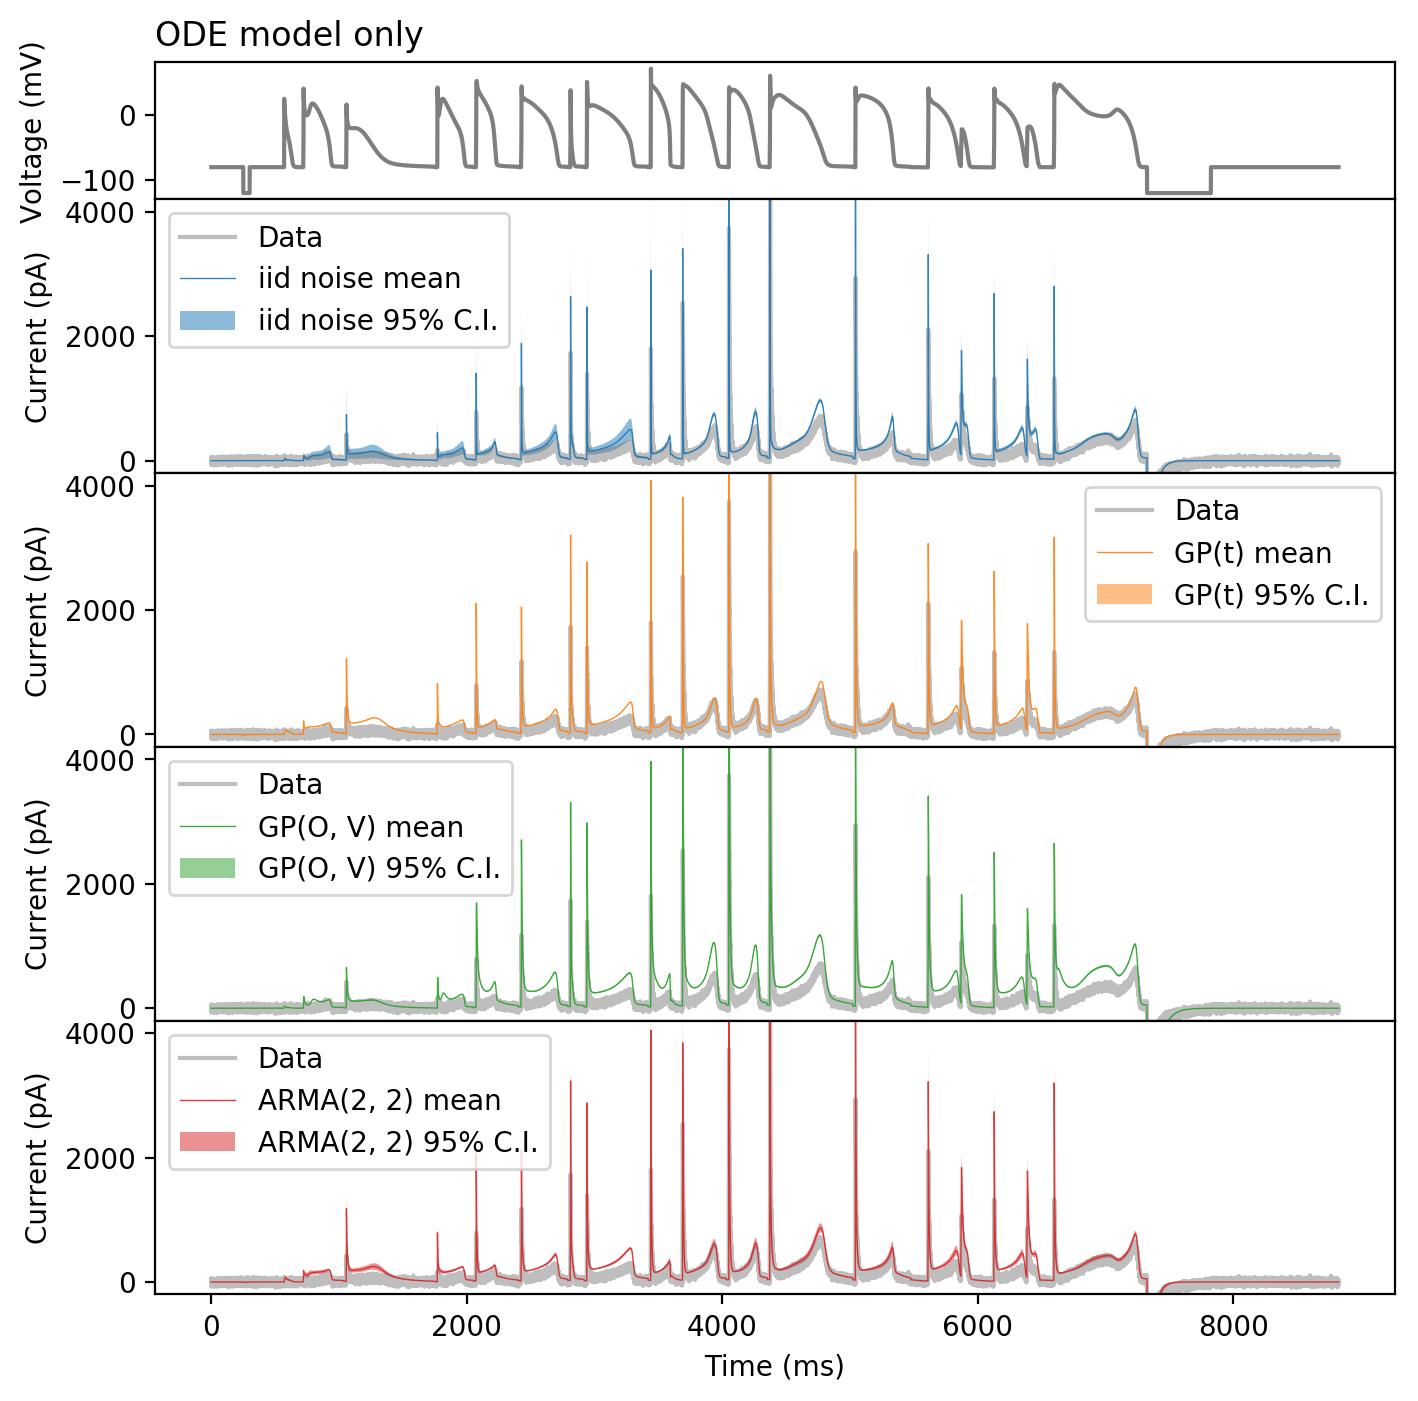 ODE model only
Voltage (mV)
0
−100
Current (pA)
4000
2000
0
Data
iid noise mean
iid noise 95% C.I.
Current (pA)
4000
2000
0
Data
GP(t) mean
GP(t) 95% C.I.
Current (pA)
4000
2000
0
Data
GP(O, V) mean
GP(O, V) 95% C.I.
Current (pA)
4000
2000
0
Data
ARMA(2, 2) mean
ARMA(2, 2) 95% C.I.
0 2000 4000 6000 8000
Time (ms)